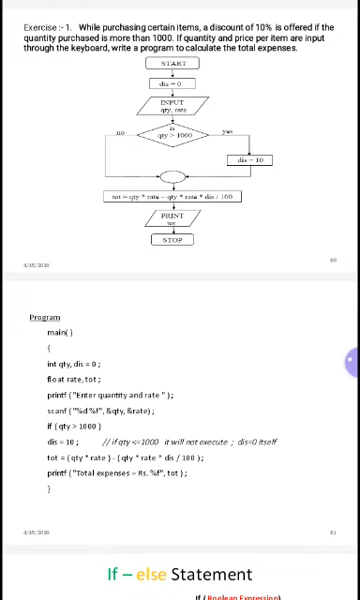 Exercise :- 1. While purchasing certain items, a discount of 10% is offered if the
quantity purchased is more than 1000. If quantity and price per item are input
through the keyboard, write a program to calculate the total expenses.
START
dis = 0
INPUT
qty, rate
is
no
qty > 1000
yes
dis = 10
tot = qty * rate – qty * rate * dis / 100
PRINT
tot
STOP
4/15/2020
80
Program
main( )
{
int qty, dis = 0 ;
float rate, tot ;
printf ( "Enter quantity and rate " ) ;
scanf ( "%d %f", &qty, &rate) ;
if ( qty > 1000 )
dis = 10 ; // if qty <=1000 it will not execute ; dis=0 itself
tot = ( qty * rate ) - ( qty * rate * dis / 100 ) ;
printf ( "Total expenses = Rs. %f", tot ) ;
}
4/15/2020
81
If – else Statement
If ( Boolean Expression)